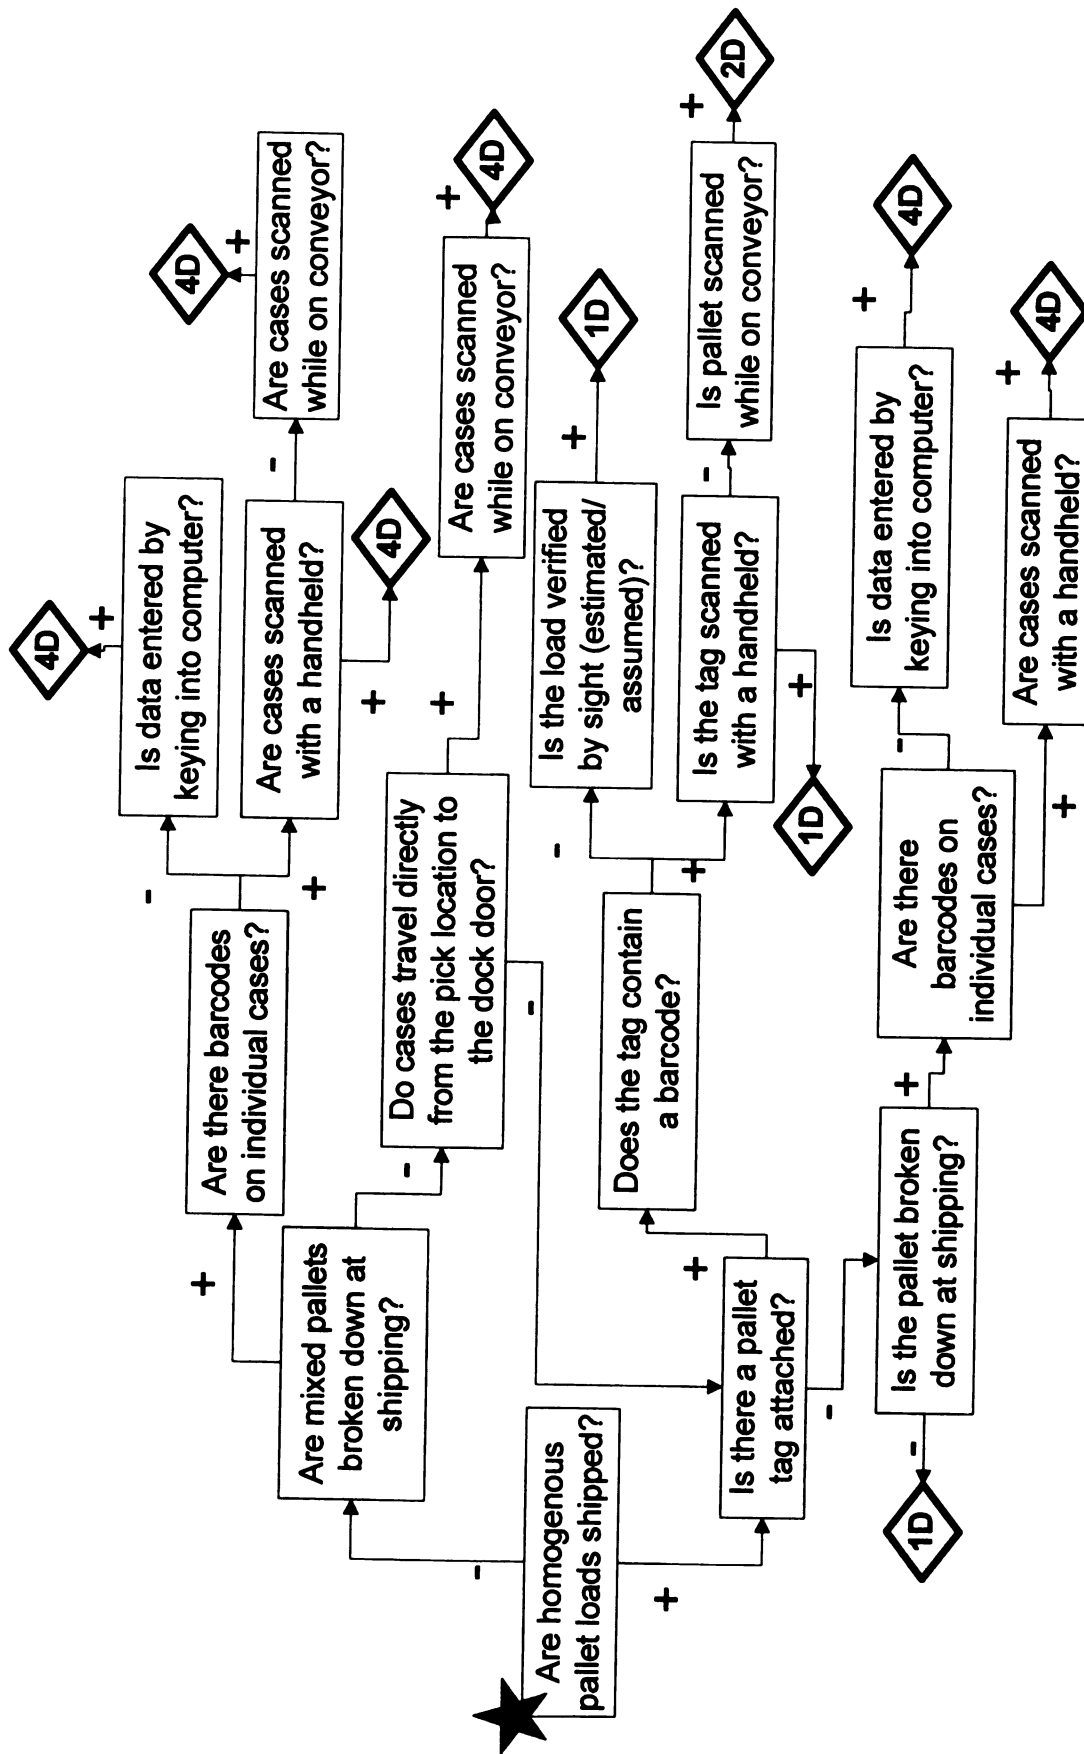 Are homogenous
pallet loads shipped?
-
+
Are mixed pallets
broken down at
shipping?
+
-
Are there barcodes
on individual cases?
-
+
Is data entered by
keying into computer?
+
4D
Are cases scanned
with a handheld?
-
+
4D
Are cases scanned
while on conveyor?
+
4D
Do cases travel directly
from the pick location to
the dock door?
+
-
Are cases scanned
while on conveyor?
+
4D
Is there a pallet
tag attached?
+
-
Does the tag contain
a barcode?
-
+
Is the load verified
by sight (estimated/
assumed)?
+
1D
Is the tag scanned
with a handheld?
-
+
1D
Is pallet scanned
while on conveyor?
+
2D
Is the pallet broken
down at shipping?
-
+
1D
Are there
barcodes on
individual cases?
-
+
Is data entered by
keying into computer?
+
4D
Are cases scanned
with a handheld?
+
4D